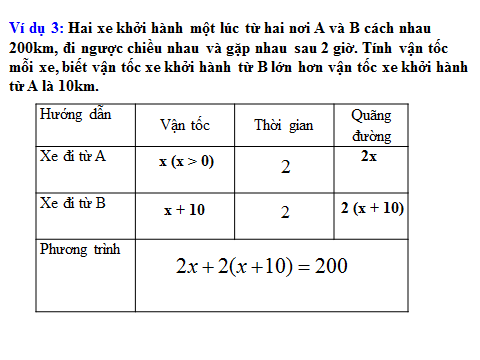 Ví dụ 3: Hai xe khởi hành một lúc từ hai nơi A và B cách nhau
200km, đi ngược chiều nhau và gặp nhau sau 2 giờ. Tính vận tốc
mỗi xe, biết vận tốc xe khởi hành từ B lớn hơn vận tốc xe khởi hành
từ A là 10km.
Hướng dẫn Vận tốc Thời gian Quãng
đường
Xe đi từ A x (x > 0) 2 2x
Xe đi từ B x + 10 2 2 (x + 10)
Phương trình 2x + 2(x + 10) = 200